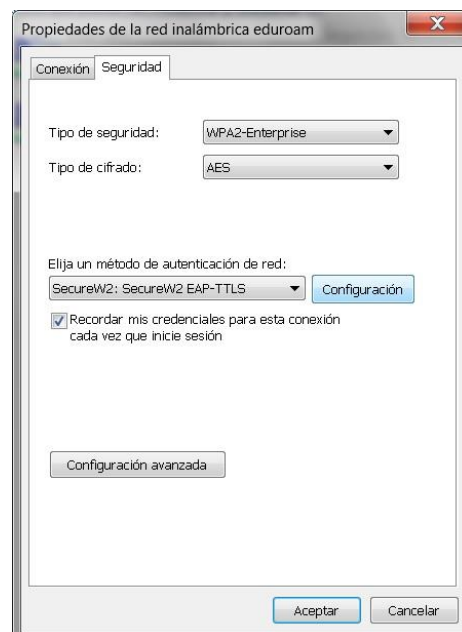 Propiedades de la red inalámbrica eduroam
Conexión Seguridad
Tipo de seguridad: WPA2-Enterprise
Tipo de cifrado: AES
Elija un método de autenticación de red:
SecureW2: SecureW2 EAP-TTLS Configuración
Recordar mis credenciales para esta conexión
cada vez que inicie sesión
Configuración avanzada
Aceptar Cancelar